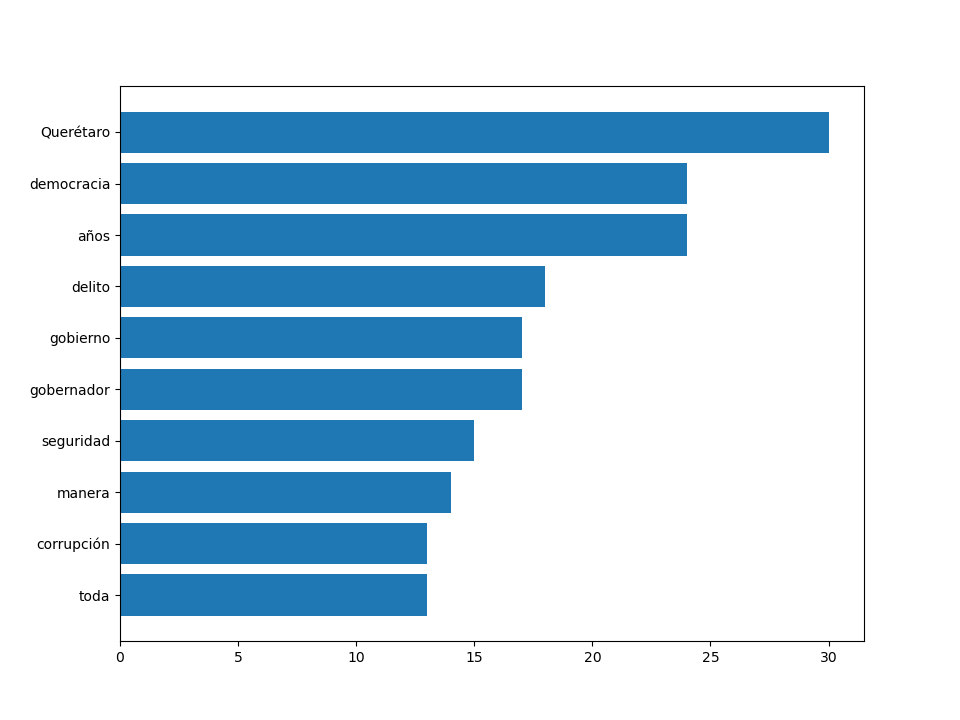 Querétaro
democracia
años
delito
gobierno
gobernador
seguridad
manera
corrupción
toda
0 5 10 15 20 25 30